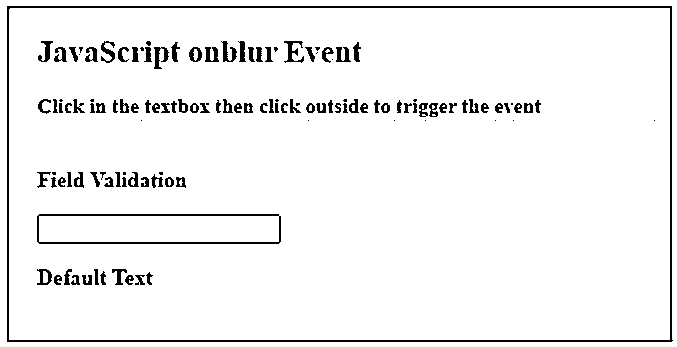 JavaScript onblur Event
Click in the textbox then click outside to trigger the event
Field Validation
Default Text